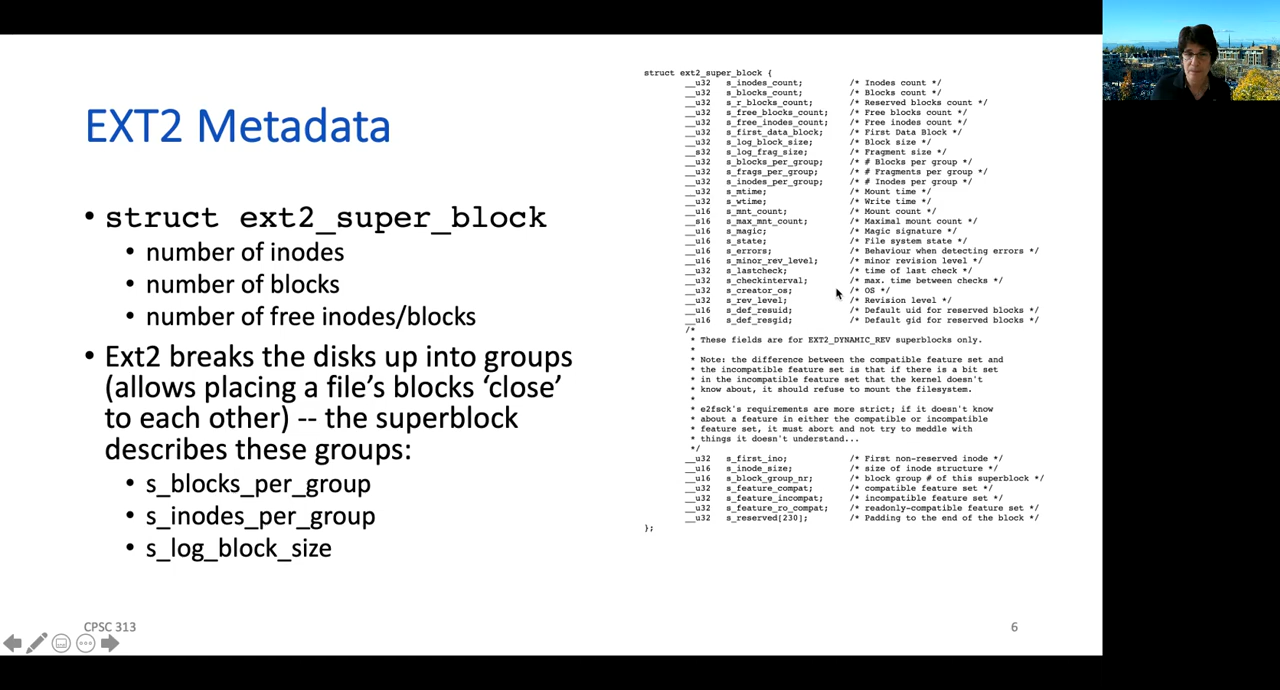 EXT2 Metadata
• struct ext2_super_block
• number of inodes
• number of blocks
• number of free inodes/blocks
• Ext2 breaks the disks up into groups
(allows placing a file's blocks 'close'
to each other) -- the superblock
describes these groups:
• s_blocks_per_group
• s_inodes_per_group
• s_log_block_size
struct ext2_super_block {
__u32 s_inodes_count; /* Inodes count */
__u32 s_blocks_count; /* Blocks count */
__u32 s_r_blocks_count; /* Reserved blocks count */
__u32 s_free_blocks_count; /* Free blocks count */
__u32 s_free_inodes_count; /* Free inodes count */
__u32 s_first_data_block; /* First Data Block */
__u32 s_log_block_size; /* Block size */
__s32 s_log_frag_size; /* Fragment size */
__u32 s_blocks_per_group; /* # Blocks per group */
__u32 s_frags_per_group; /* # Fragments per group */
__u32 s_inodes_per_group; /* # Inodes per group */
__u32 s_mtime; /* Mount time */
__u32 s_wtime; /* Write time */
__u16 s_mnt_count; /* Mount count */
__s16 s_max_mnt_count; /* Maximal mount count */
__u16 s_magic; /* Magic signature */
__u16 s_state; /* File system state */
__u16 s_errors; /* Behaviour when detecting errors */
__u16 s_minor_rev_level; /* minor revision level */
__u32 s_lastcheck; /* time of last check */
__u32 s_checkinterval; /* max. time between checks */
__u32 s_creator_os; /* OS */
__u32 s_rev_level; /* Revision level */
__u16 s_def_resuid; /* Default uid for reserved blocks */
__u16 s_def_resgid; /* Default gid for reserved blocks */
/*
* These fields are for EXT2_DYNAMIC_REV superblocks only.
*
* Note: the difference between the compatible feature set and
* the incompatible feature set is that if there is a bit set
* in the incompatible feature set that the kernel doesn't
* know about, it should refuse to mount the filesystem.
*
* e2fsck's requirements are more strict; if it doesn't know
* about a feature in either the compatible or incompatible
* feature set, it must abort and not try to meddle with
* things it doesn't understand...
*/
__u32 s_first_ino; /* First non-reserved inode */
__u16 s_inode_size; /* size of inode structure */
__u16 s_block_group_nr; /* block group # of this superblock */
__u32 s_feature_compat; /* compatible feature set */
__u32 s_feature_incompat; /* incompatible feature set */
__u32 s_feature_ro_compat; /* readonly-compatible feature set */
__u32 s_reserved[230]; /* Padding to the end of the block */
};
CPSC 313
6